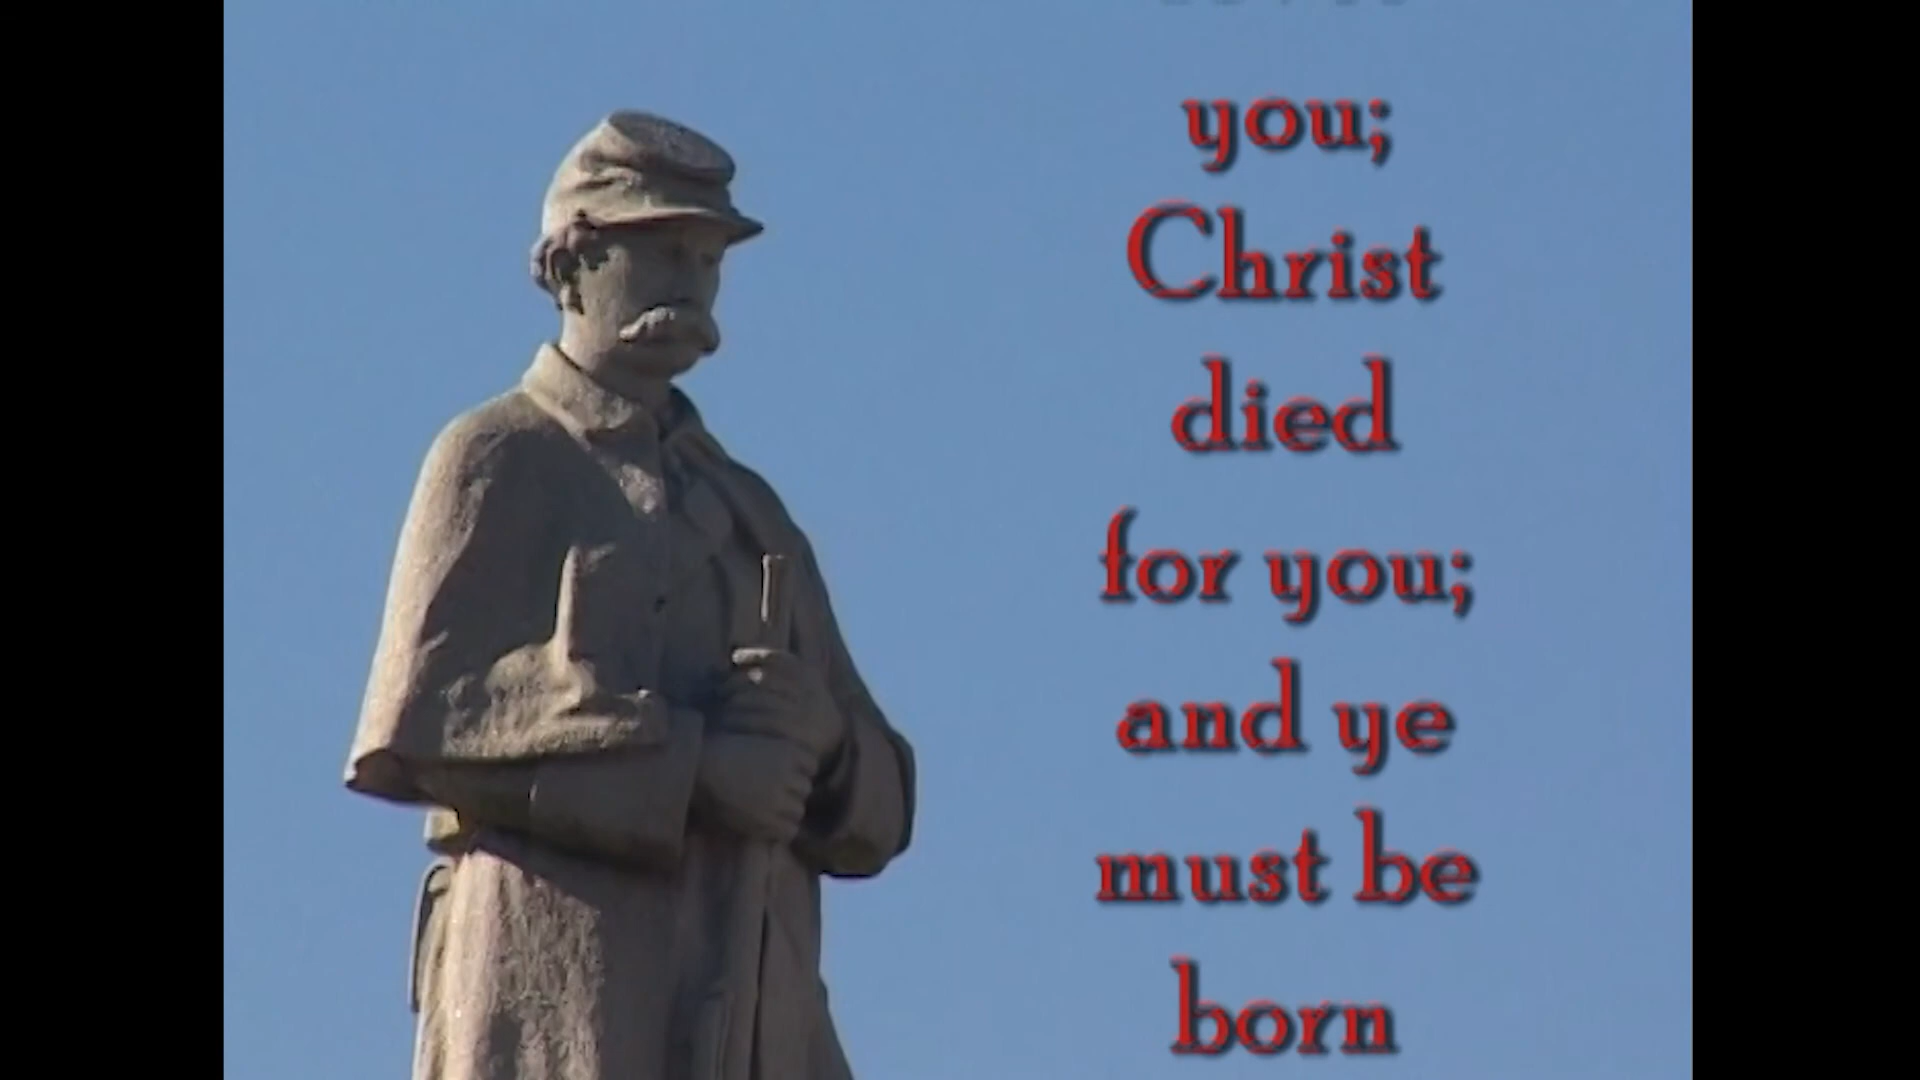 you;
Christ
died
for you;
and ye
must be
born